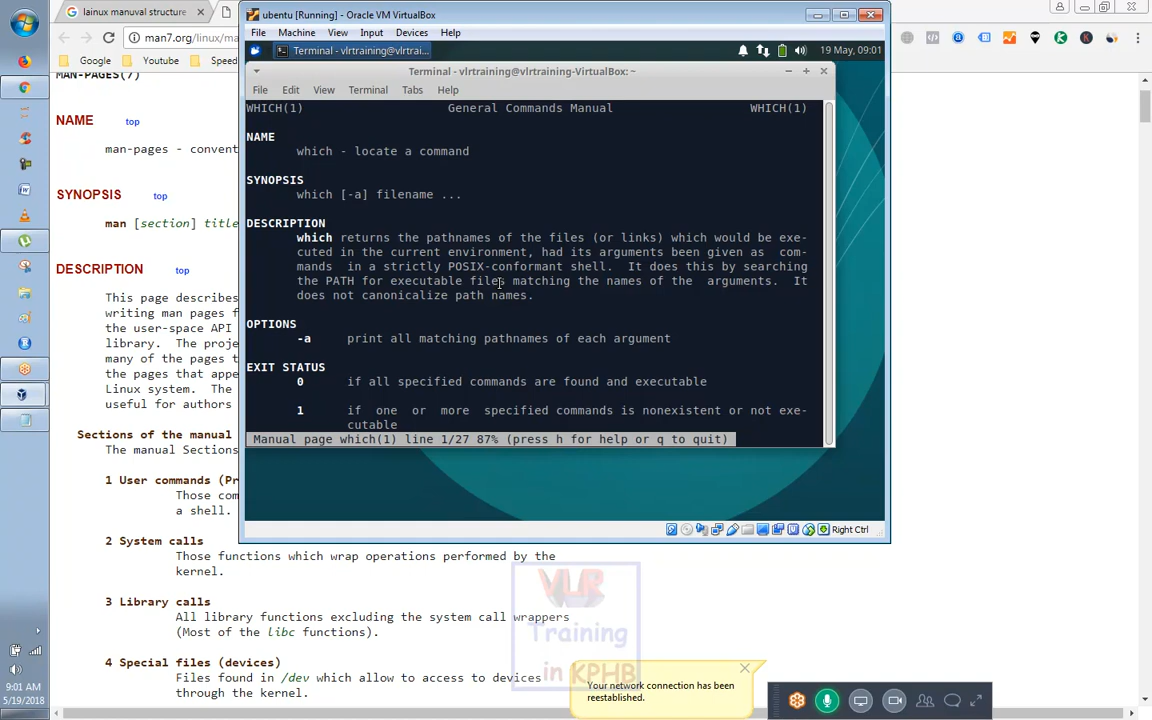 lainux manuval structure
ubentu [Running] - Oracle VM VirtualBox
man7.org/linux/ma
File Machine View Input Devices Help
Google
Youtube
Speed
Terminal - vlrtraining@vlrtrai...
19 May, 09:01
Terminal - vlrtraining@vlrtraining-VirtualBox: ~
File Edit View Terminal Tabs Help
WHICH(1) General Commands Manual WHICH(1)
NAME
which - locate a command
SYNOPSIS
which [-a] filename ...
DESCRIPTION
which returns the pathnames of the files (or links) which would be exe-
cuted in the current environment, had its arguments been given as com-
mands in a strictly POSIX-conformant shell. It does this by searching
the PATH for executable files matching the names of the arguments. It
does not canonicalize path names.
OPTIONS
-a print all matching pathnames of each argument
EXIT STATUS
0 if all specified commands are found and executable
1 if one or more specified commands is nonexistent or not exe-
cutable
Manual page which(1) line 1/27 87% (press h for help or q to quit)
Right Ctrl
MAN-PAGES(7)
NAME top
man-pages - convent
SYNOPSIS top
man [section] title
DESCRIPTION top
This page describes
writing man pages f
the user-space API
library. The proje
many of the pages t
the pages that appe
Linux system. The
useful for authors
Sections of the manual
The manual Sections
1 User commands (Pr
Those com
a shell.
2 System calls
Those functions which wrap operations performed by the
kernel.
3 Library calls
All library functions excluding the system call wrappers
(Most of the libc functions).
4 Special files (devices)
Files found in /dev which allow to access to devices
through the kernel.
VLR
Training
in KPHB
Your network connection has been
reestablished.
9:01 AM
5/19/2018